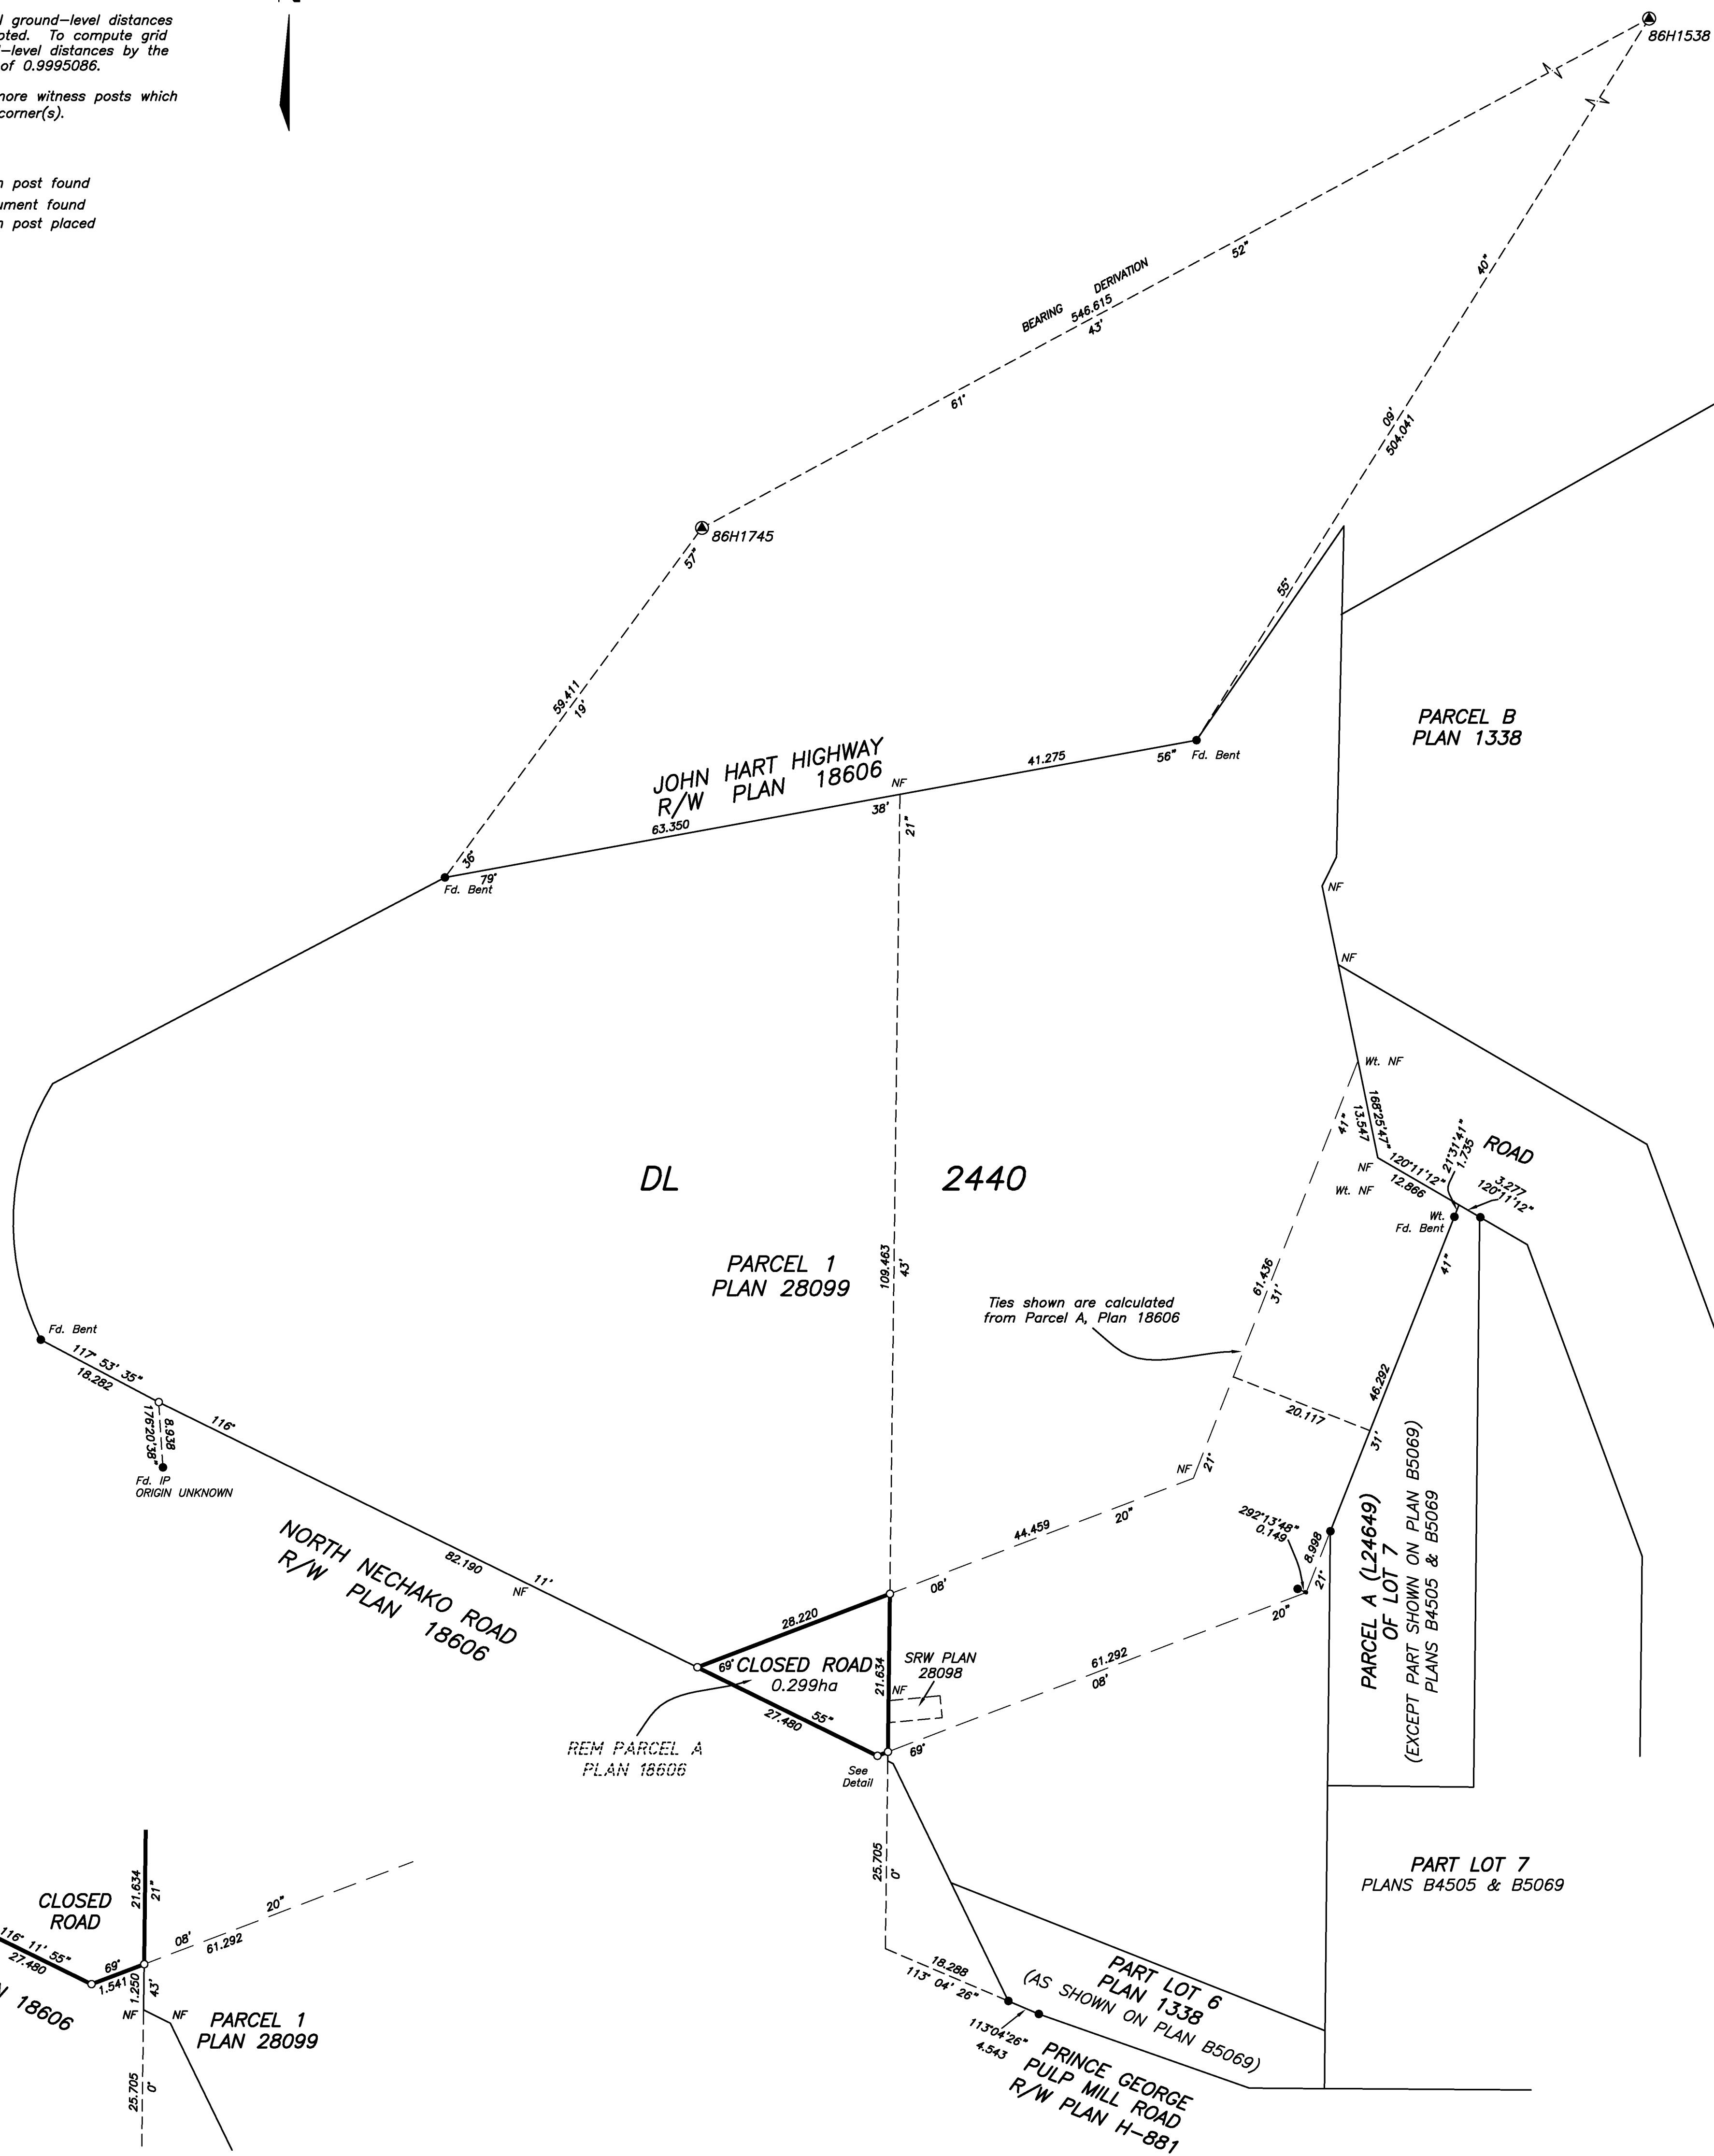 ground-level distances
oted. To compute grid
-level distances by the
of 0.9995086.
more witness posts which
corner(s).
post found
ument found
post placed
86H1538
52"
40"
BEARING DERIVATION
546.615
43'
61°
09'
504.041
86H1745
57"
55'
59.411
19'
PARCEL B
PLAN 1338
JOHN HART HIGHWAY
R/W PLAN 18606
41.275
56"
Fd. Bent
NF
38'
63.350
21"
36°
79°
Fd. Bent
NF
NF
Wt. NF
41"
168°25'47"
13.547
21°31'41"
1.735
ROAD
DL 2440
NF
120°11'12"
12.866
3.277
120°11'12"
Wt. NF
Wt.
Fd. Bent
41"
PARCEL 1
PLAN 28099
109.463
43'
61.436
31'
Ties shown are calculated
from Parcel A, Plan 18606
Fd. Bent
117° 53' 35"
18.282
46.292
20.117
31'
116°
8.938
176°20'38"
Fd. IP
ORIGIN UNKNOWN
NF
21°
20"
44.459
08'
292°13'48"
0.149
8.998
21°
20"
NORTH NECHAKO ROAD
R/W PLAN 18606
82.190
NF
11'
PARCEL A (L24649)
OF LOT 7
(EXCEPT PART SHOWN ON PLAN B5069)
PLANS B4505 & B5069
28.220
69°
CLOSED ROAD
0.299ha
21.634
NF
SRW PLAN
28098
61.292
08'
55"
27.480
69°
REM PARCEL A
PLAN 18606
See
Detail
25.705
0°
PART LOT 7
PLANS B4505 & B5069
18.288
113° 04' 26"
PART LOT 6
PLAN 1338
(AS SHOWN ON PLAN B5069)
113°04'26"
4.543
PRINCE GEORGE
PULP MILL ROAD
R/W PLAN H-881
21.634
21"
CLOSED
ROAD
20"
08'
61.292
116° 11' 55"
27.480
69°
1.541
1.250
43'
NF
NF
18606
PARCEL 1
PLAN 28099
25.705
0°